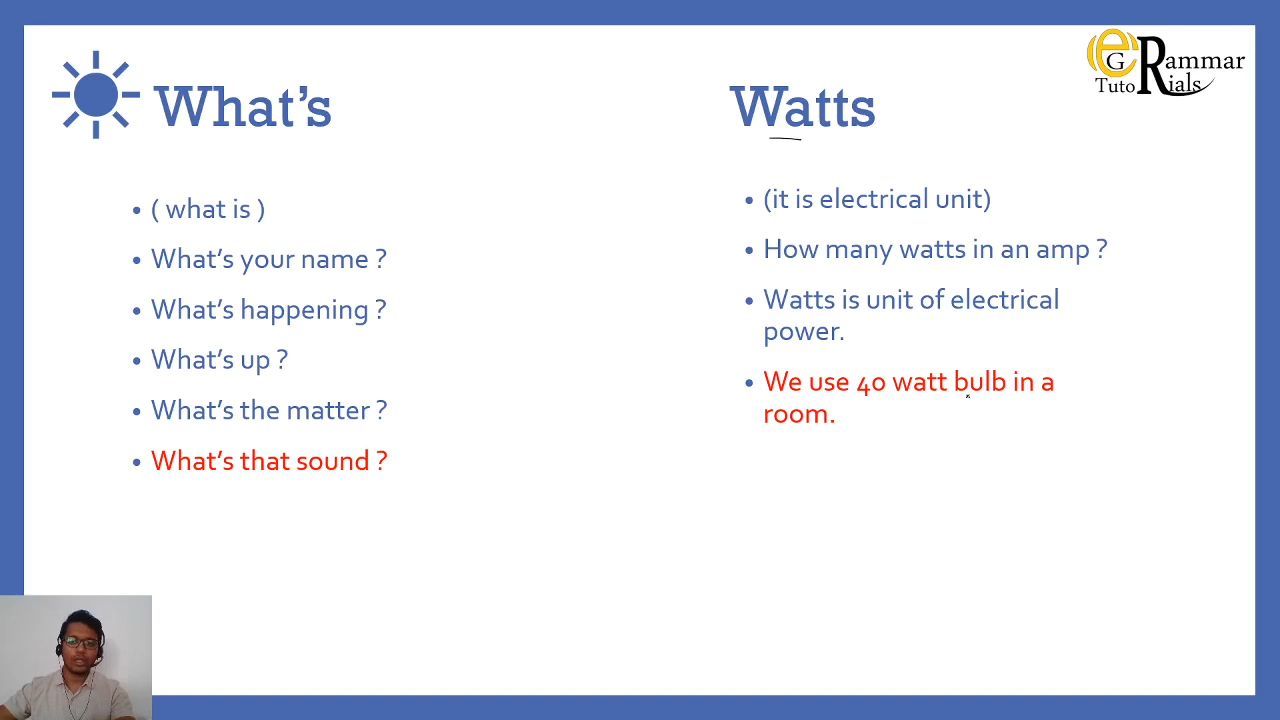 What's
( what is )
What's your name ?
What's happening ?
What's up ?
What's the matter ?
What's that sound ?
Watts
(it is electrical unit)
How many watts in an amp ?
Watts is unit of electrical
power.
We use 40 watt bulb in a
room.
eGRammar
TutoRials